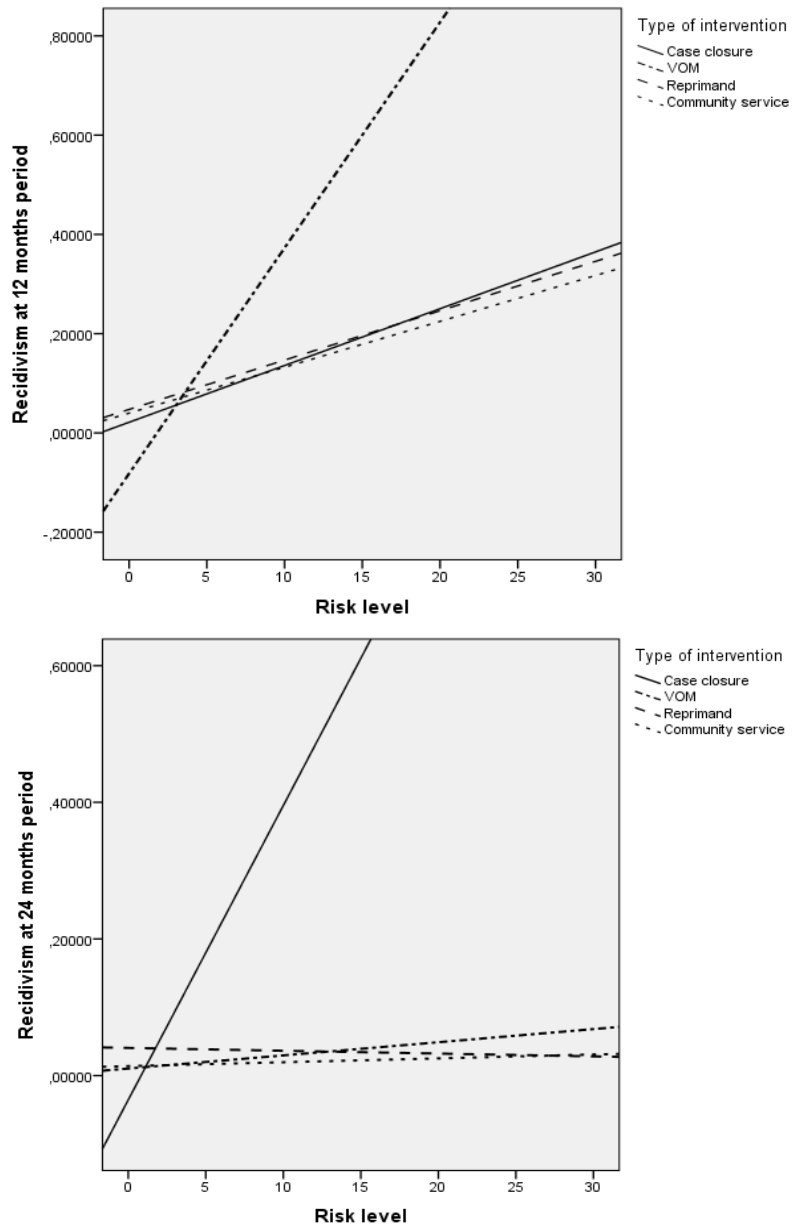 Type of intervention
Case closure
VOM
Reprimand
Community service
Recidivism at 12 months period
,80000
,60000
,40000
,20000
,00000
-,20000
0 5 10 15 20 25 30
Risk level
Type of intervention
Case closure
VOM
Reprimand
Community service
Recidivism at 24 months period
,60000
,40000
,20000
,00000
0 5 10 15 20 25 30
Risk level